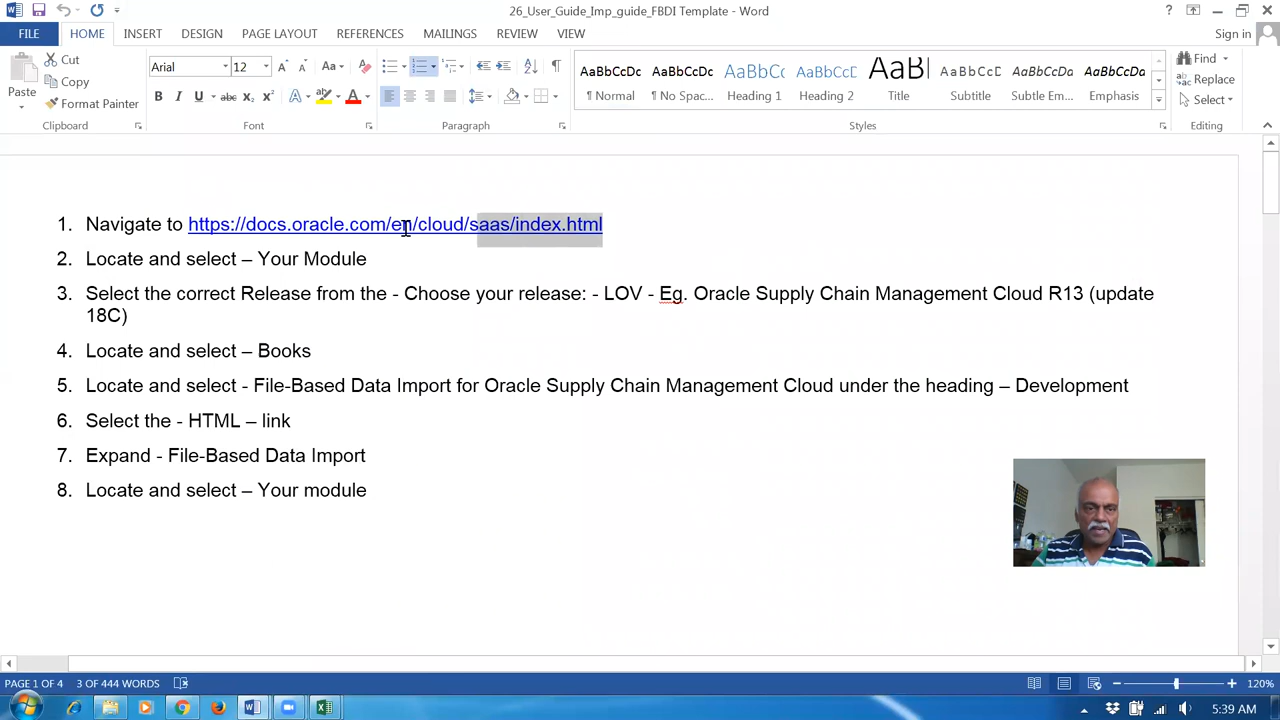 26_User_Guide_Imp_guide_FBDI Template - Word
Sign in
FILE HOME INSERT DESIGN PAGE LAYOUT REFERENCES MAILINGS REVIEW VIEW
Paste
Cut
Copy
Format Painter
Clipboard
Arial 12
Font
Paragraph
AaBbCcDc AaBbCcDc AaBbCcD AaBbCcD AaBl AaBbCcD AaBbCcDc AaBbCcDc
¶ Normal ¶ No Spac... Heading 1 Heading 2 Title Subtitle Subtle Em... Emphasis
Styles
Find
Replace
Select
Editing
1. Navigate to https://docs.oracle.com/en/cloud/saas/index.html
2. Locate and select – Your Module
3. Select the correct Release from the - Choose your release: - LOV - Eg. Oracle Supply Chain Management Cloud R13 (update
18C)
4. Locate and select – Books
5. Locate and select - File-Based Data Import for Oracle Supply Chain Management Cloud under the heading – Development
6. Select the - HTML – link
7. Expand - File-Based Data Import
8. Locate and select – Your module
PAGE 1 OF 4 3 OF 444 WORDS 120%
5:39 AM